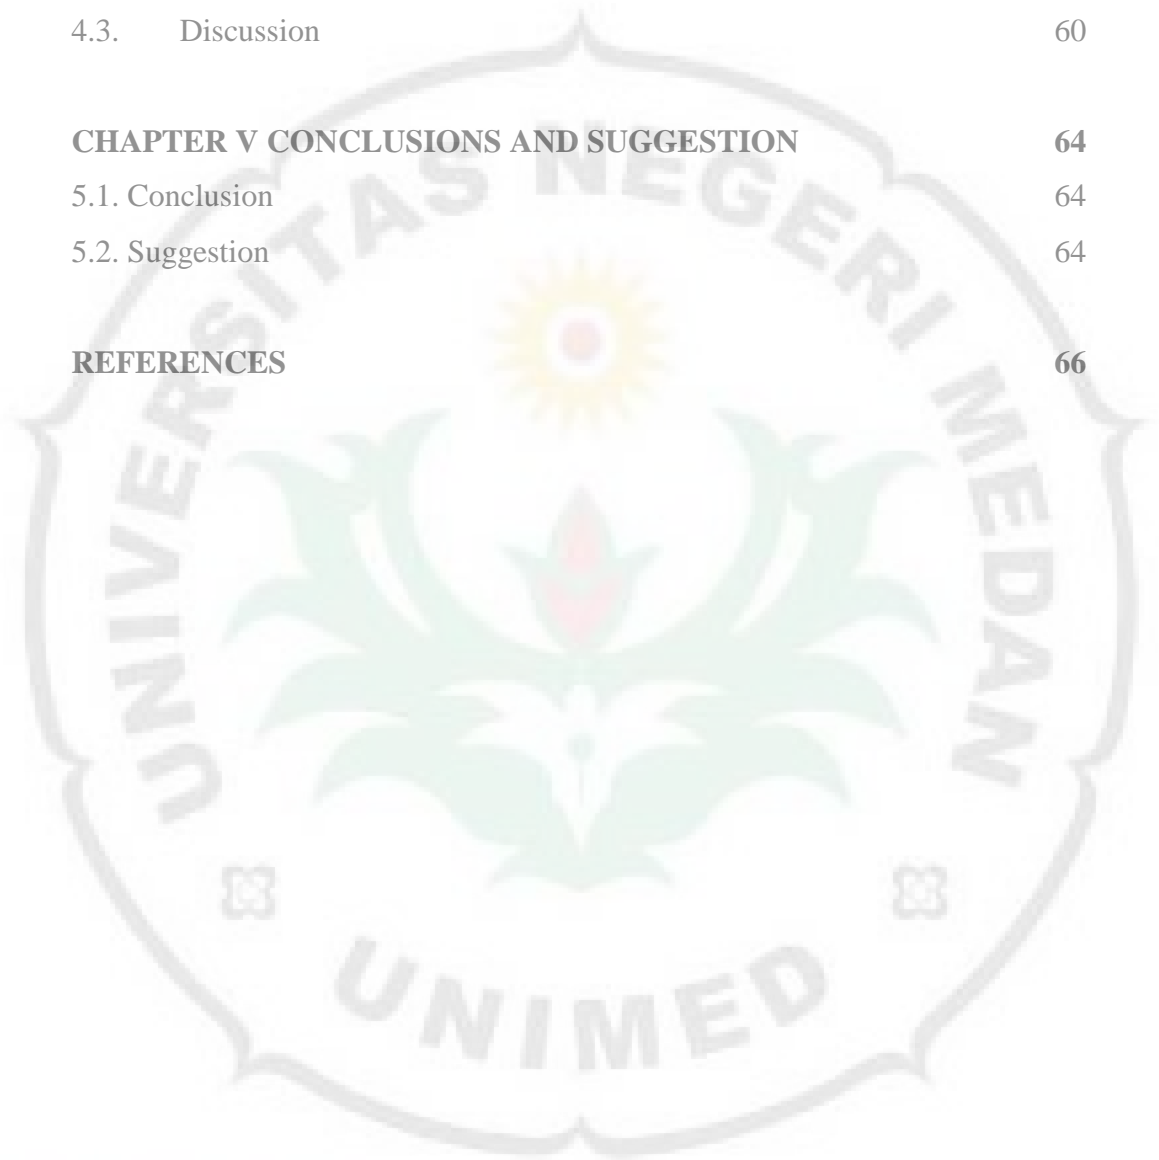 4.3. Discussion 60
CHAPTER V CONCLUSIONS AND SUGGESTION 64
5.1. Conclusion 64
5.2. Suggestion 64
REFERENCES 66
UNIVERSITAS NEGERI MEDAN
UNIMED